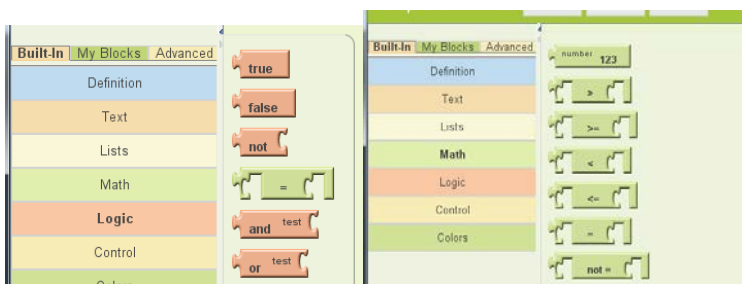 Built-In My Blocks Advanced
Definition
Text
Lists
Math
Logic
Control
true
false
not
=
and test
or test
Built-In My Blocks Advanced
Definition
Text
Lists
Math
Logic
Control
Colors
number 123
>
>=
<
<=
=
not =